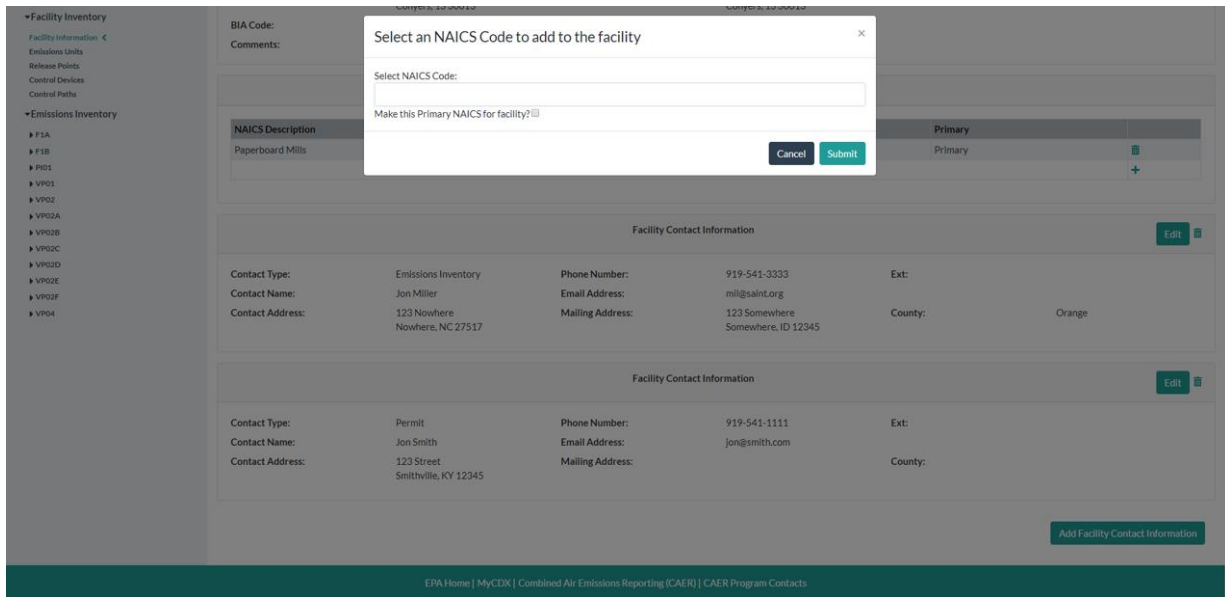 Facility Inventory
Facility Information
Emissions Units
Release Points
Control Devices
Control Paths
Emissions Inventory
F1A
F1B
PI01
VP01
VP02
VP02A
VP02B
VP02C
VP02D
VP02E
VP02F
VP04
BIA Code:
Comments:
Select an NAICS Code to add to the facility ×
Select NAICS Code:
Make this Primary NAICS for facility?
Cancel Submit
NAICS Description Primary
Paperboard Mills Primary
+
Facility Contact Information Edit
Contact Type: Emissions Inventory Phone Number: 919-541-3333 Ext:
Contact Name: Jon Miller Email Address: mil@saint.org
Contact Address: 123 Nowhere Mailing Address: 123 Somewhere County: Orange
Nowhere, NC 27517 Somewhere, ID 12345
Facility Contact Information Edit
Contact Type: Permit Phone Number: 919-541-1111 Ext:
Contact Name: Jon Smith Email Address: jon@smith.com
Contact Address: 123 Street Mailing Address: County:
Smithville, KY 12345
Add Facility Contact Information
EPA Home | MyCDX | Combined Air Emissions Reporting (CAER) | CAER Program Contacts